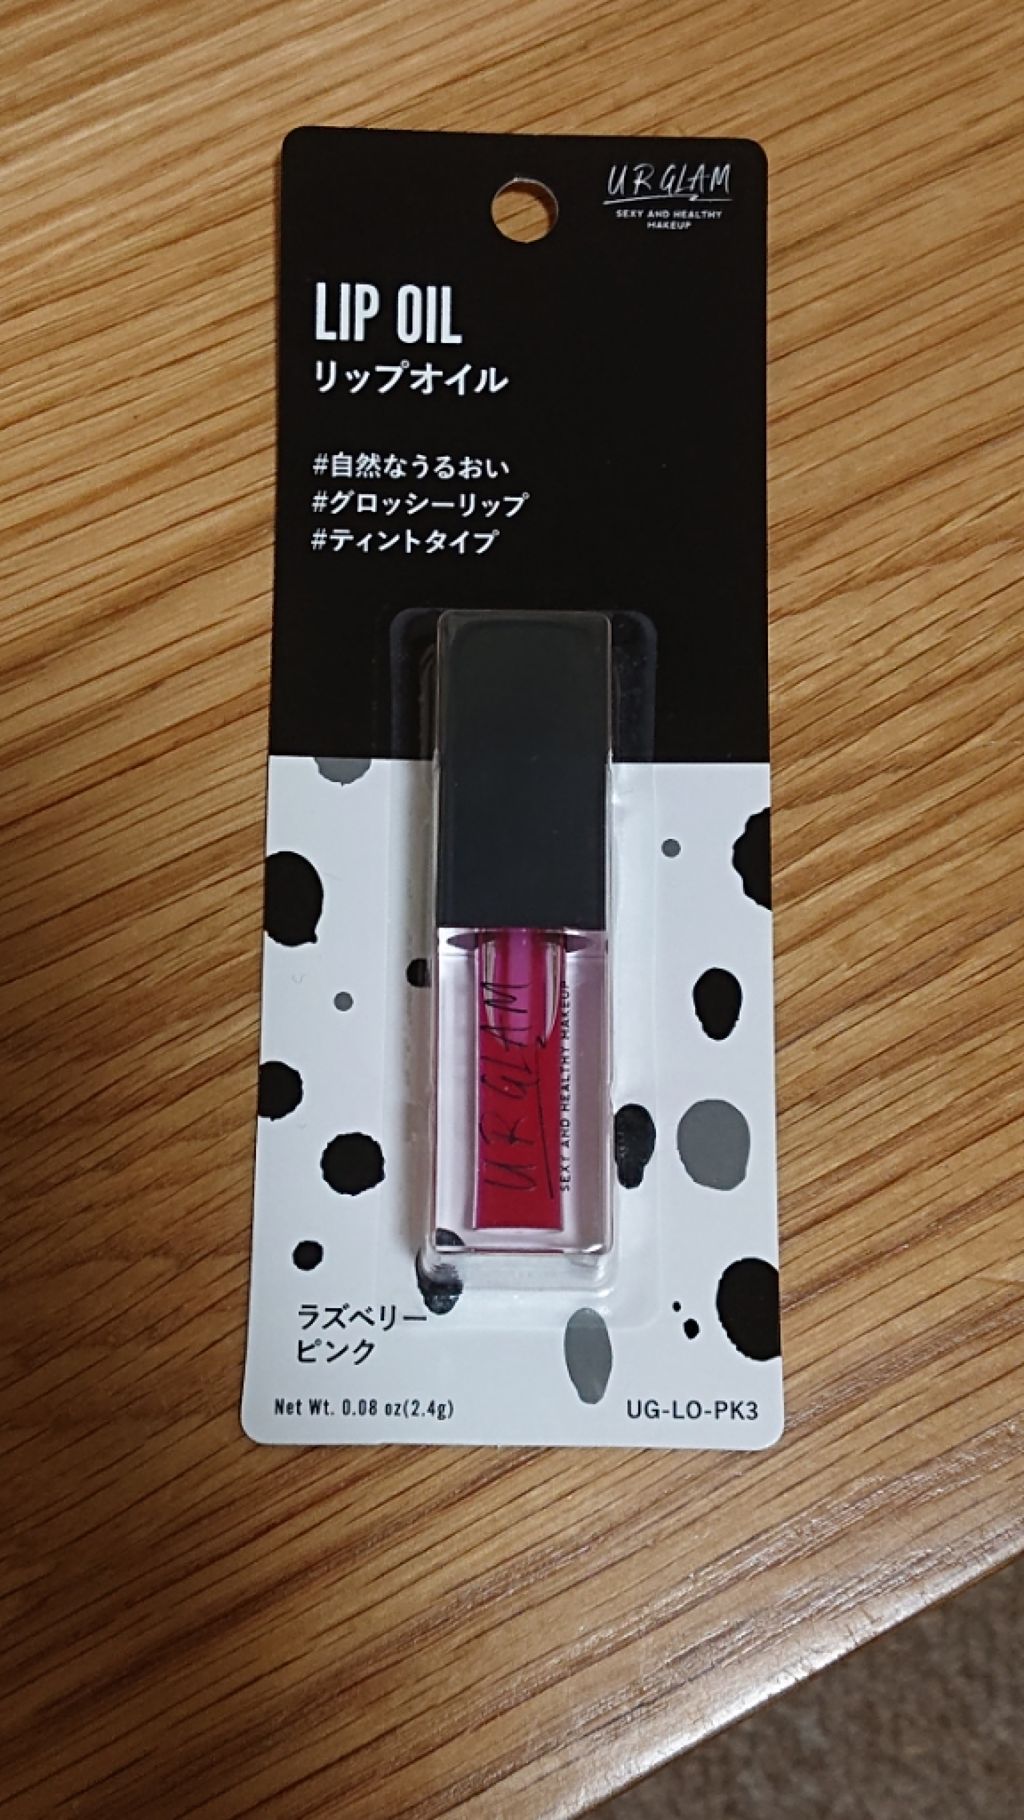 UR GLAM
SEXY AND HEALTHY
MAKEUP
LIP OIL
リップオイル
#自然なうるおい
#グロッシーリップ
#ティントタイプ
UR GLAM
SEXY AND HEALTHY MAKEUP
ラズベリー
ピンク
Net Wt. 0.08 oz(2.4g)
UG-LO-PK3